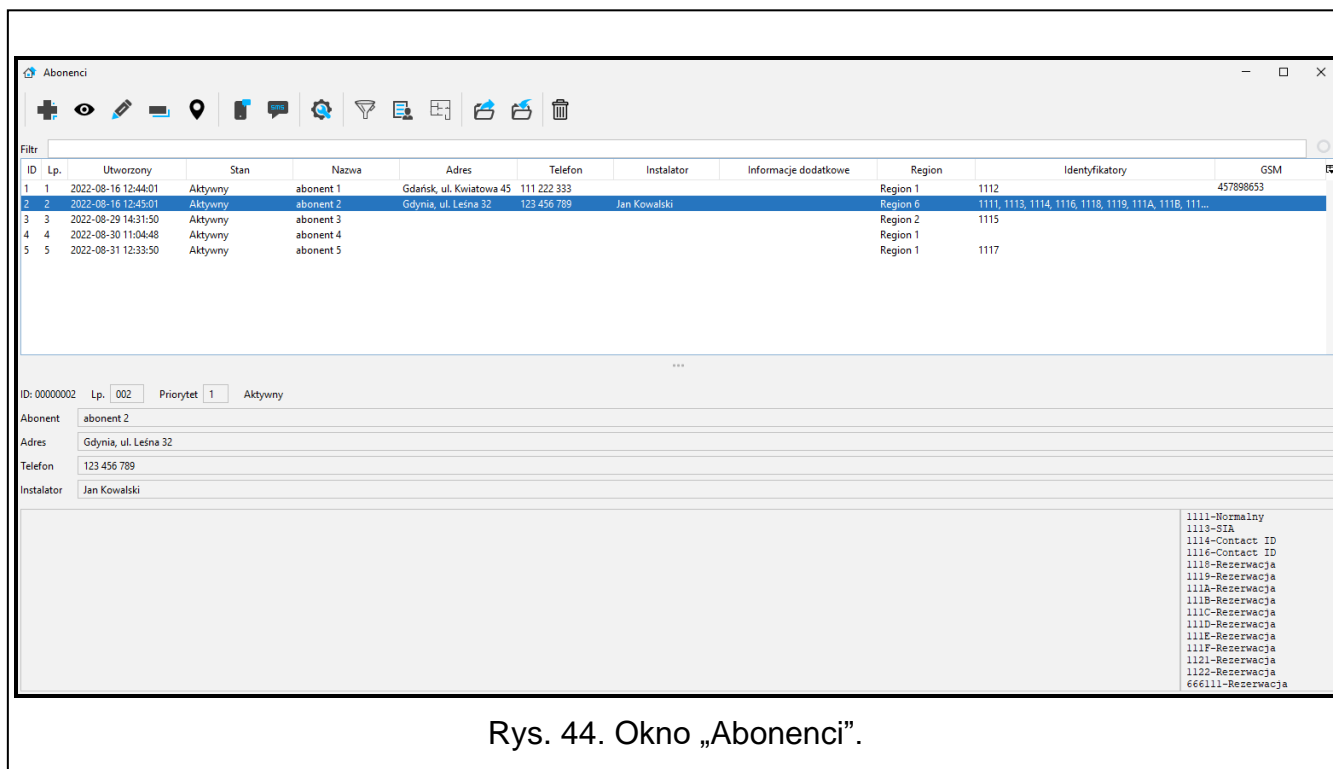 Abonenci
SMS
Filtr
ID Lp. Utworzony Stan Nazwa Adres Telefon Instalator Informacje dodatkowe Region Identyfikatory GSM
1 1 2022-08-16 12:44:01 Aktywny abonent 1 Gdańsk, ul. Kwiatowa 45 111 222 333 Region 1 1112 457898653
2 2 2022-08-16 12:45:01 Aktywny abonent 2 Gdynia, ul. Leśna 32 123 456 789 Jan Kowalski Region 6 1111, 1113, 1114, 1116, 1118, 1119, 111A, 111B, 111...
3 3 2022-08-29 14:31:50 Aktywny abonent 3 Region 2 1115
4 4 2022-08-30 11:04:48 Aktywny abonent 4 Region 1
5 5 2022-08-31 12:33:50 Aktywny abonent 5 Region 1 1117
ID: 00000002 Lp. 002 Priorytet 1 Aktywny
Abonent abonent 2
Adres Gdynia, ul. Leśna 32
Telefon 123 456 789
Instalator Jan Kowalski
1111-Normalny
1113-SIA
1114-Contact ID
1116-Contact ID
1118-Rezerwacja
1119-Rezerwacja
111A-Rezerwacja
111B-Rezerwacja
111C-Rezerwacja
111D-Rezerwacja
111E-Rezerwacja
111F-Rezerwacja
1121-Rezerwacja
1122-Rezerwacja
666111-Rezerwacja
Rys. 44. Okno „Abonenci”.